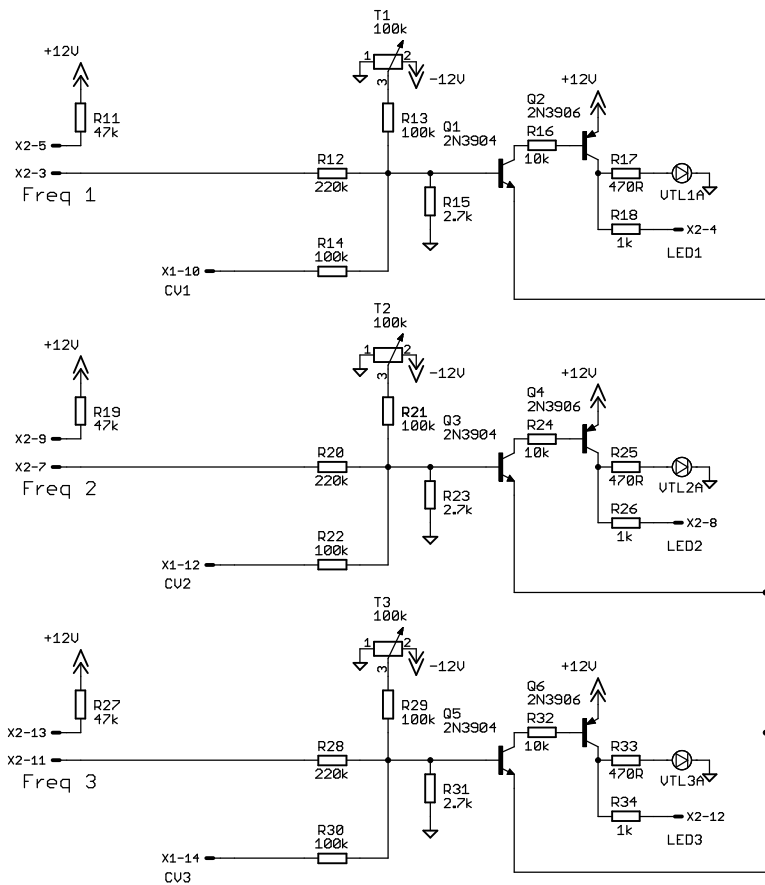 T1
100k
+12V
1 2
3
-12V
R11
47k
R13
100k
Q1
2N3904
Q2
2N3906
+12V
R16
10k
X2-5
X2-3
Freq 1
R12
220k
R15
2.7k
R17
470R
VTL1A
R14
100k
R18
1k
X2-4
LED1
X1-10
CV1
T2
100k
+12V
1 2
3
-12V
R19
47k
R21
100k
Q3
2N3904
Q4
2N3906
+12V
R24
10k
X2-9
X2-7
Freq 2
R20
220k
R23
2.7k
R25
470R
VTL2A
R22
100k
R26
1k
X2-8
LED2
X1-12
CV2
T3
100k
+12V
1 2
3
-12V
R27
47k
R29
100k
Q5
2N3904
Q6
2N3906
+12V
R32
10k
X2-13
X2-11
Freq 3
R28
220k
R31
2.7k
R33
470R
VTL3A
R30
100k
R34
1k
X2-12
LED3
X1-14
CV3